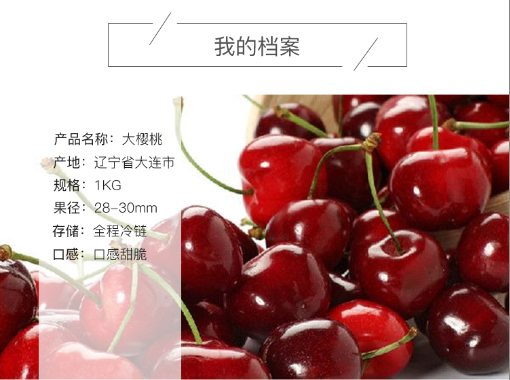 我的档案
产品名称：大樱桃
产地：辽宁省大连市
规格：1KG
果径：28-30mm
存储：全程冷链
口感：口感甜脆